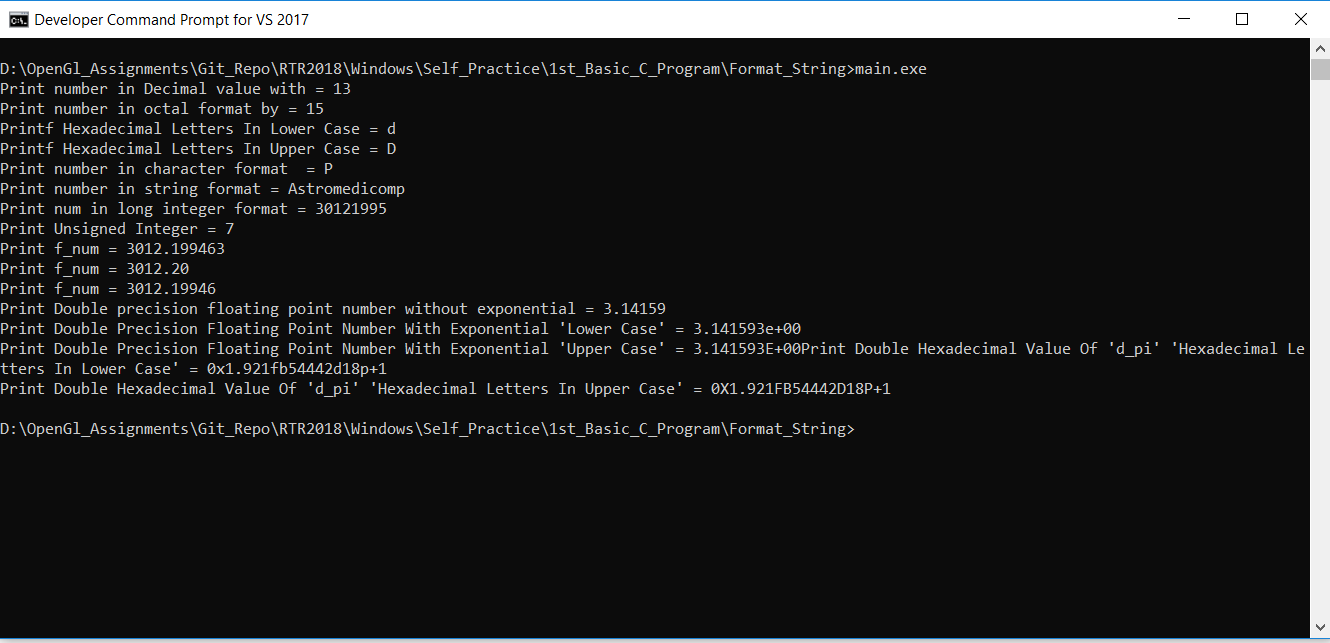 Developer Command Prompt for VS 2017
D:\OpenGl_Assignments\Git_Repo\RTR2018\Windows\Self_Practice\1st_Basic_C_Program\Format_String>main.exe
Print number in Decimal value with = 13
Print number in octal format by = 15
Printf Hexadecimal Letters In Lower Case = d
Printf Hexadecimal Letters In Upper Case = D
Print number in character format  = P
Print number in string format = Astromedicomp
Print num in long integer format = 30121995
Print Unsigned Integer = 7
Print f_num = 3012.199463
Print f_num = 3012.20
Print f_num = 3012.19946
Print Double precision floating point number without exponential = 3.14159
Print Double Precision Floating Point Number With Exponential 'Lower Case' = 3.141593e+00
Print Double Precision Floating Point Number With Exponential 'Upper Case' = 3.141593E+00Print Double Hexadecimal Value Of 'd_pi' 'Hexadecimal Le
tters In Lower Case' = 0x1.921fb54442d18p+1
Print Double Hexadecimal Value Of 'd_pi' 'Hexadecimal Letters In Upper Case' = 0X1.921FB54442D18P+1
D:\OpenGl_Assignments\Git_Repo\RTR2018\Windows\Self_Practice\1st_Basic_C_Program\Format_String>